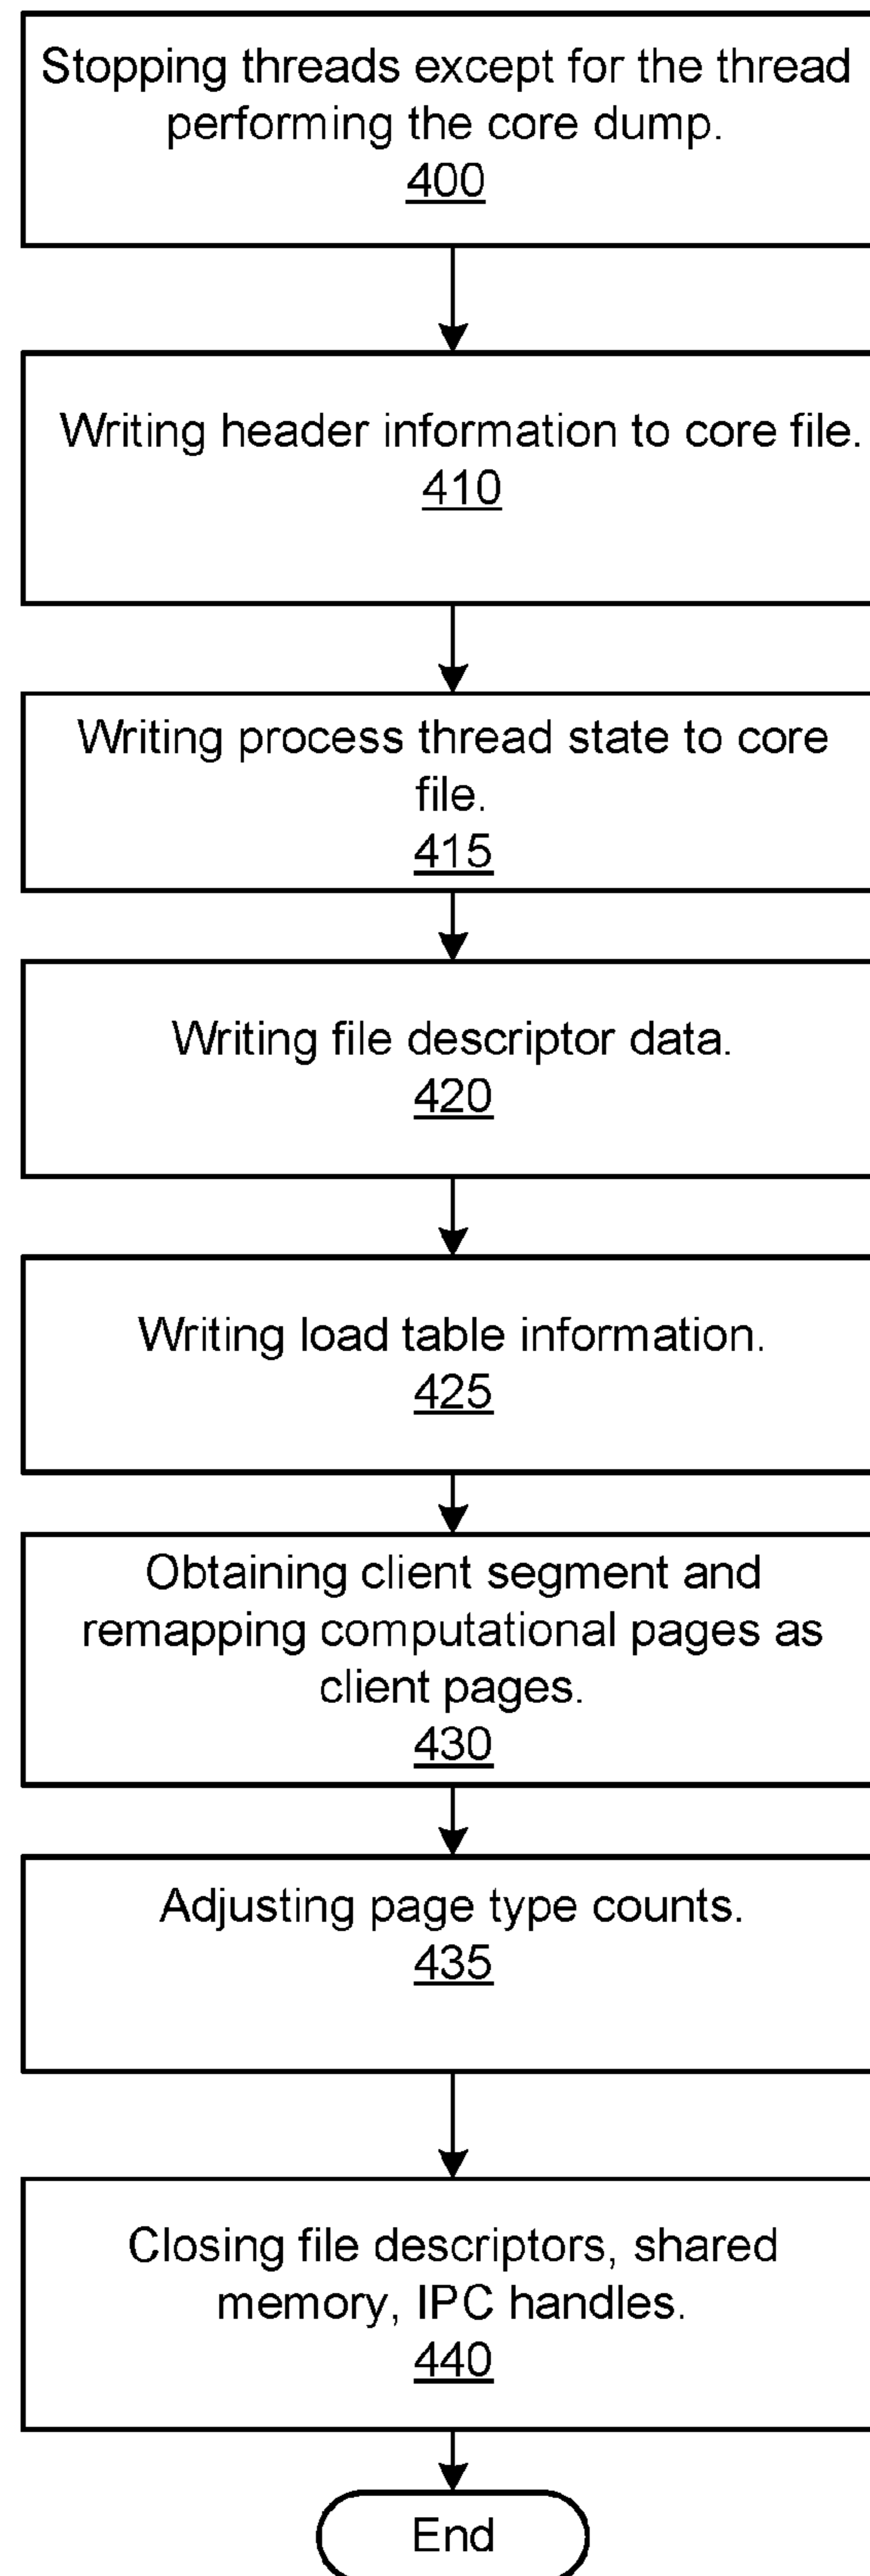 Stopping threads except for the thread
performing the core dump.
400
Writing header information to core file.
410
Writing process thread state to core
file.
415
Writing file descriptor data.
420
Writing load table information.
425
Obtaining client segment and
remapping computational pages as
client pages.
430
Adjusting page type counts.
435
Closing file descriptors, shared
memory, IPC handles.
440
End